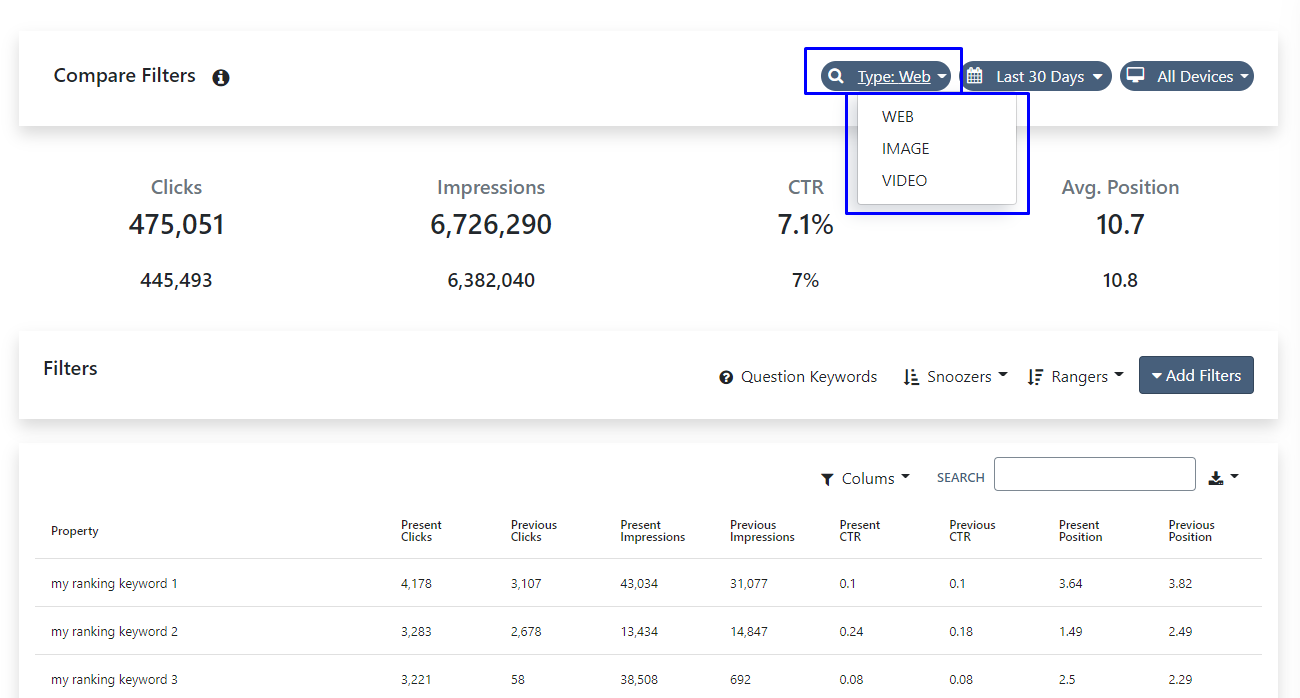 Compare Filters
Type: Web
Last 30 Days
All Devices
WEB
IMAGE
VIDEO
Clicks Impressions CTR Avg. Position
475,051 6,726,290 7.1% 10.7
445,493 6,382,040 7% 10.8
Filters
Question Keywords Snoozers Rangers Add Filters
Colums SEARCH
Property Present Clicks Previous Clicks Present Impressions Previous Impressions Present CTR Previous CTR Present Position Previous Position
my ranking keyword 1 4,178 3,107 43,034 31,077 0.1 0.1 3.64 3.82
my ranking keyword 2 3,283 2,678 13,434 14,847 0.24 0.18 1.49 2.49
my ranking keyword 3 3,221 58 38,508 692 0.08 0.08 2.5 2.29